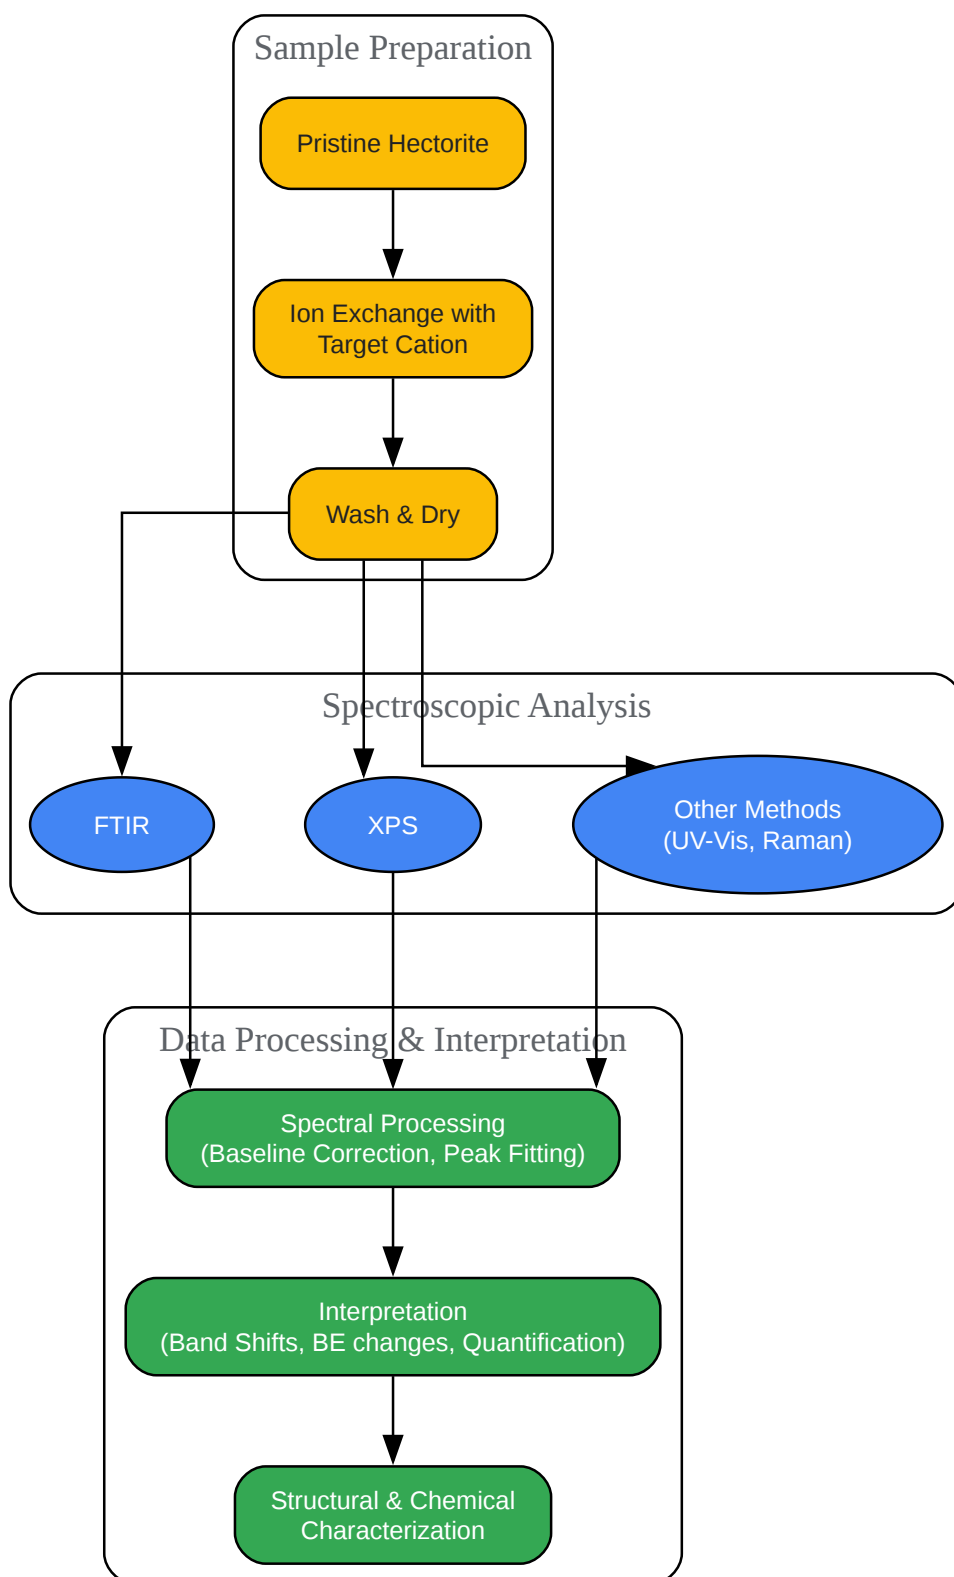 Sample Preparation
Pristine Hectorite
Ion Exchange with
Target Cation
Wash & Dry
Spectroscopic Analysis
FTIR
XPS
Other Methods
(UV-Vis, Raman)
Data Processing & Interpretation
Spectral Processing
(Baseline Correction, Peak Fitting)
Interpretation
(Band Shifts, BE changes, Quantification)
Structural & Chemical
Characterization